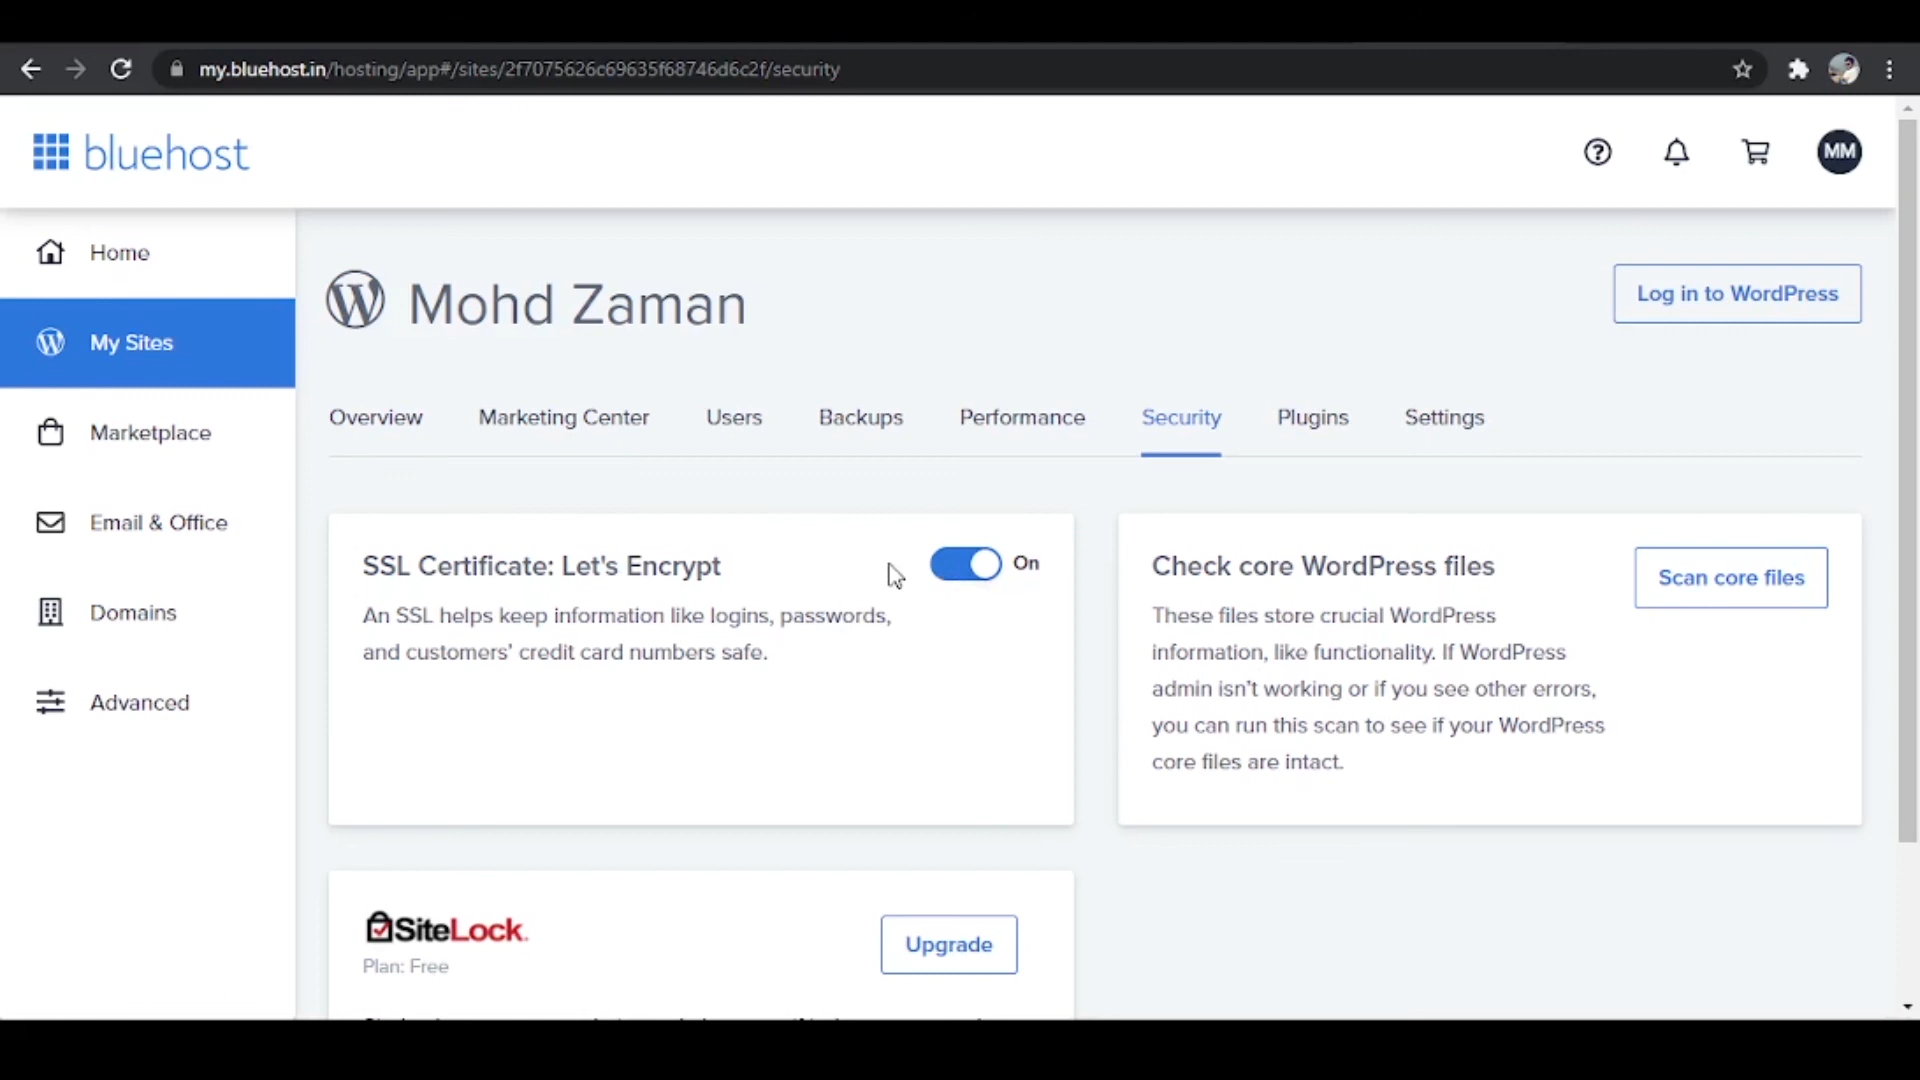 my.bluehost.in/hosting/app#/sites/2f7075626c69635f68746d6c2f/security
bluehost
MM
Home
My Sites
Marketplace
Email & Office
Domains
Advanced
Mohd Zaman
Log in to WordPress
Overview Marketing Center Users Backups Performance Security Plugins Settings
SSL Certificate: Let's Encrypt
On
An SSL helps keep information like logins, passwords,
and customers' credit card numbers safe.
Check core WordPress files
Scan core files
These files store crucial WordPress
information, like functionality. If WordPress
admin isn't working or if you see other errors,
you can run this scan to see if your WordPress
core files are intact.
SiteLock.
Plan: Free
Upgrade